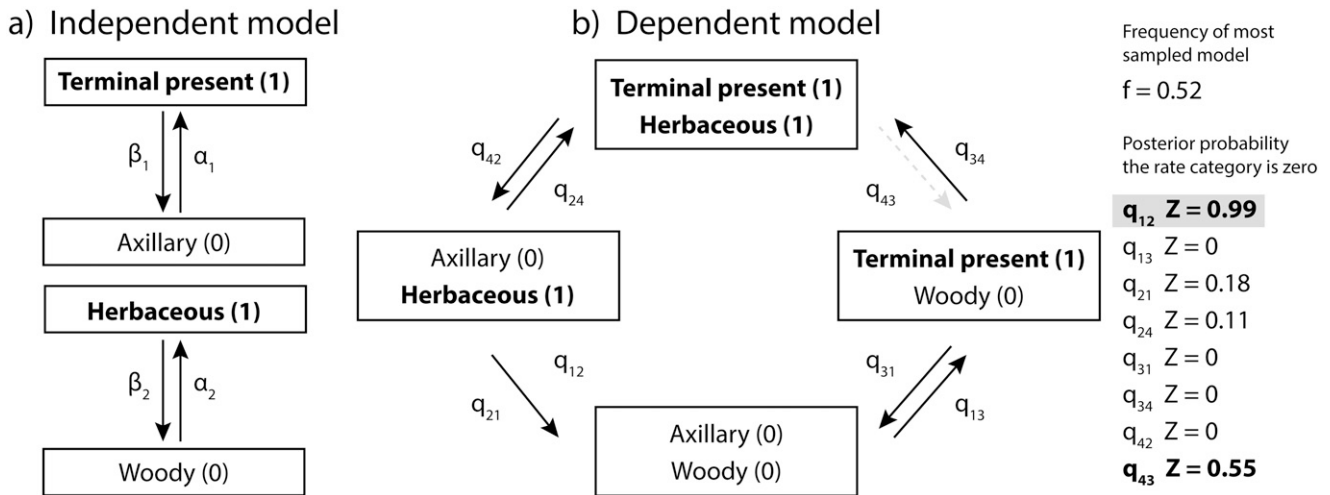 a) Independent model
Terminal present (1)
β1 α1
Axillary (0)
Herbaceous (1)
β2 α2
Woody (0)
b) Dependent model
Terminal present (1)
Herbaceous (1)
q42
q24
q34
q43
Axillary (0)
Herbaceous (1)
Terminal present (1)
Woody (0)
q12
q21
q31
q13
Axillary (0)
Woody (0)
Frequency of most
sampled model
f = 0.52
Posterior probability
the rate category is zero
q12 Z = 0.99
q13 Z = 0
q21 Z = 0.18
q24 Z = 0.11
q31 Z = 0
q34 Z = 0
q42 Z = 0
q43 Z = 0.55